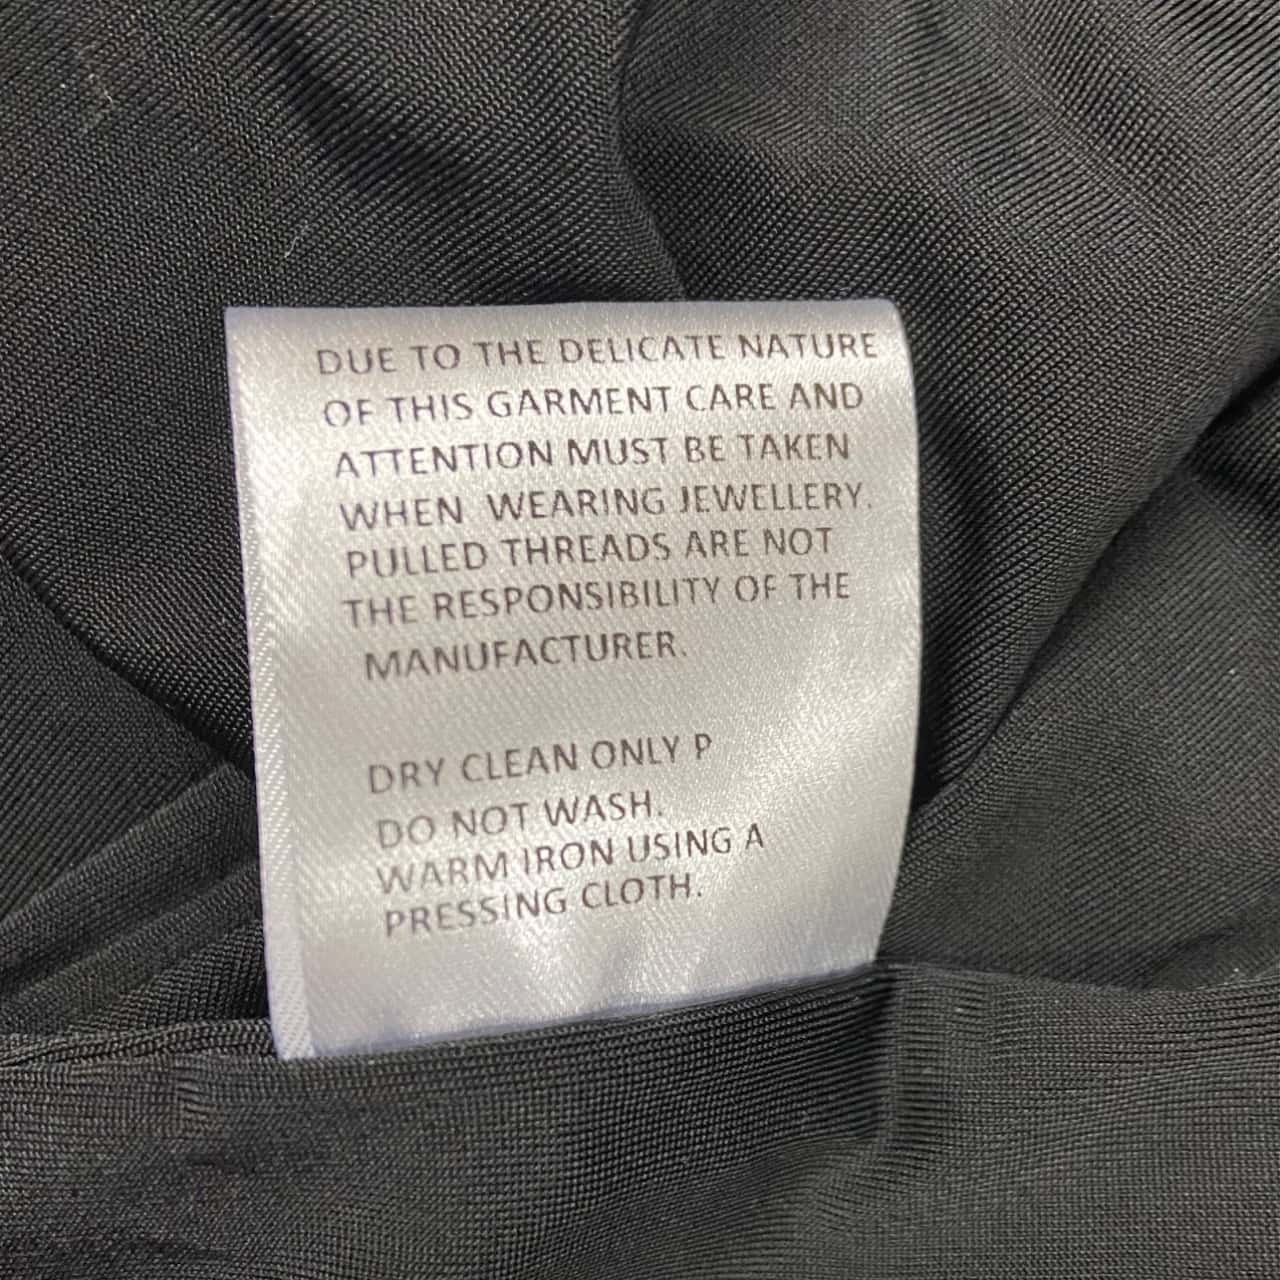 DUE TO THE DELICATE NATURE
OF THIS GARMENT CARE AND
ATTENTION MUST BE TAKEN
WHEN WEARING JEWELLERY.
PULLED THREADS ARE NOT
THE RESPONSIBILITY OF THE
MANUFACTURER.
DRY CLEAN ONLY P
DO NOT WASH.
WARM IRON USING A
PRESSING CLOTH.